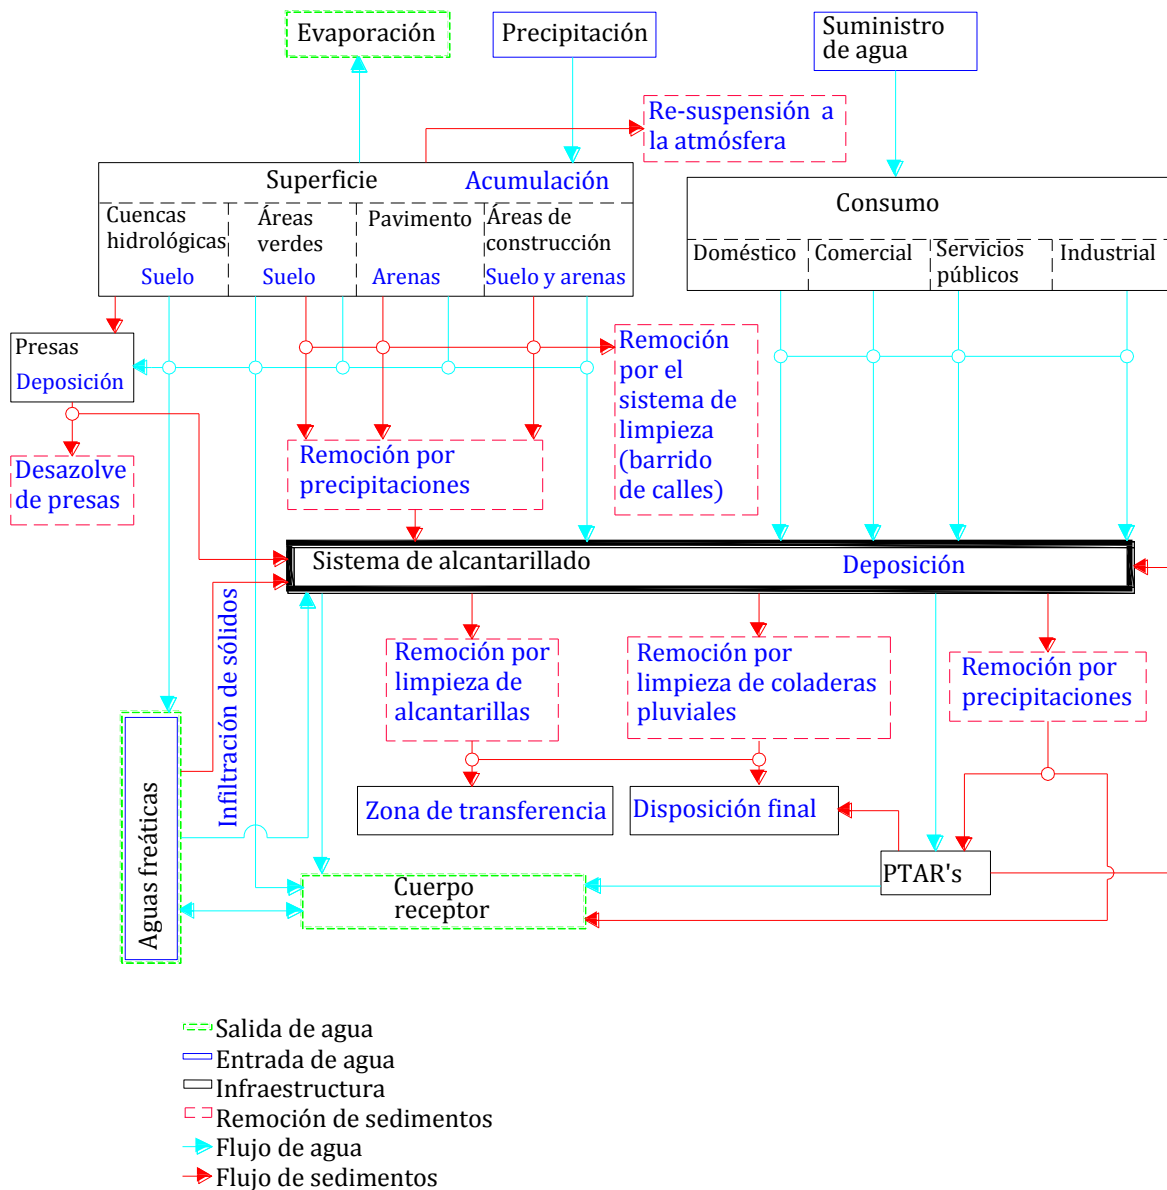 Evaporación
Precipitación
Suministro
de agua
Re-suspensión a
la atmósfera
Superficie
Acumulación
Cuencas
hidrológicas
Suelo
Áreas
verdes
Suelo
Pavimento
Arenas
Áreas de
construcción
Suelo y arenas
Consumo
Doméstico
Comercial
Servicios
públicos
Industrial
Presas
Deposición
Remoción
por el
sistema de
limpieza
(barrido
de calles)
Desazolve
de presas
Remoción por
precipitaciones
Sistema de alcantarillado
Deposición
Infiltración de sólidos
Remoción por
limpieza de
alcantarillas
Remoción por
limpieza de coladeras
pluviales
Remoción por
precipitaciones
Zona de transferencia
Disposición final
PTAR's
Aguas freáticas
Cuerpo
receptor
Salida de agua
Entrada de agua
Infraestructura
Remoción de sedimentos
Flujo de agua
Flujo de sedimentos